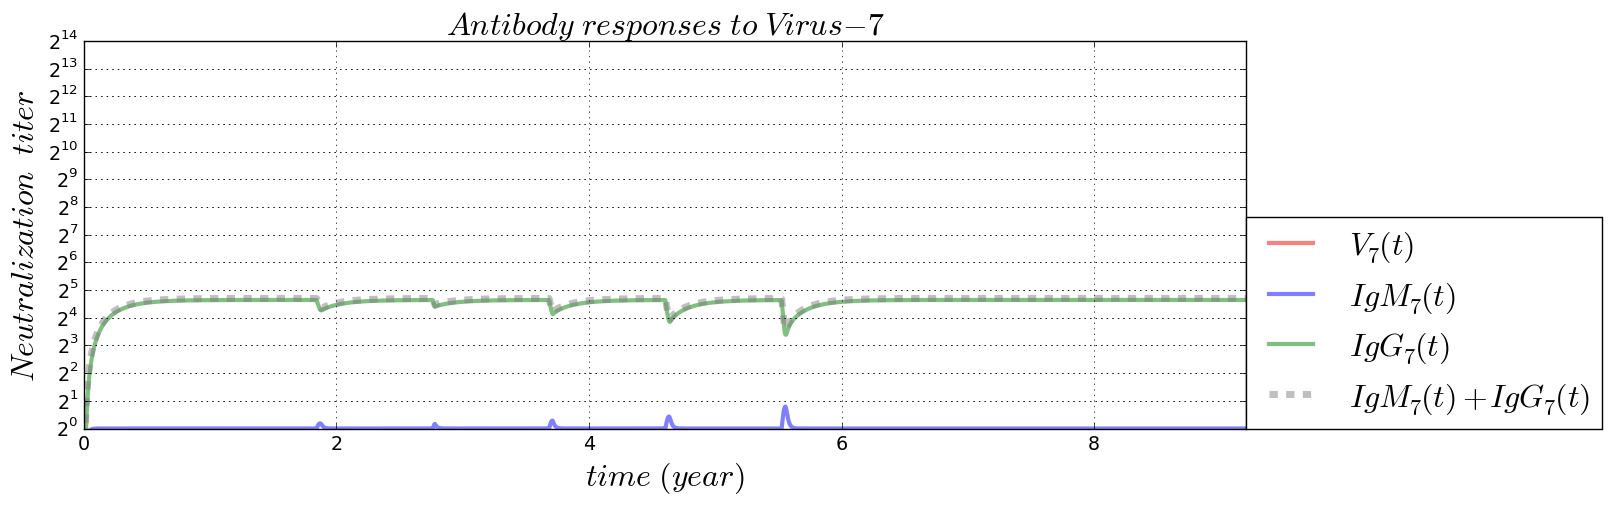 Antibody responses to Virus−7
Neutralization titer
2^14
2^13
2^12
2^11
2^10
2^9
2^8
2^7
2^6
2^5
2^4
2^3
2^2
2^1
2^0
0 2 4 6 8
time (year)
V_7(t)
IgM_7(t)
IgG_7(t)
IgM_7(t) + IgG_7(t)